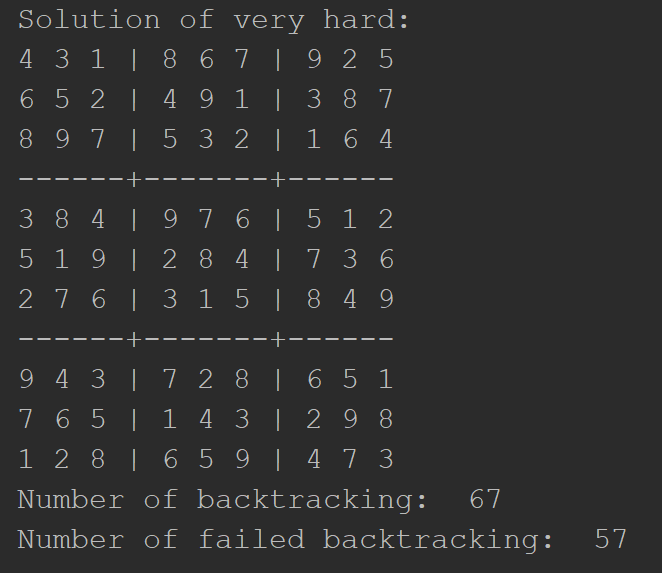 Solution of very hard:
4 3 1 | 8 6 7 | 9 2 5
6 5 2 | 4 9 1 | 3 8 7
8 9 7 | 5 3 2 | 1 6 4
------+-------+------
3 8 4 | 9 7 6 | 5 1 2
5 1 9 | 2 8 4 | 7 3 6
2 7 6 | 3 1 5 | 8 4 9
------+-------+------
9 4 3 | 7 2 8 | 6 5 1
7 6 5 | 1 4 3 | 2 9 8
1 2 8 | 6 5 9 | 4 7 3
Number of backtracking:  67
Number of failed backtracking:  57